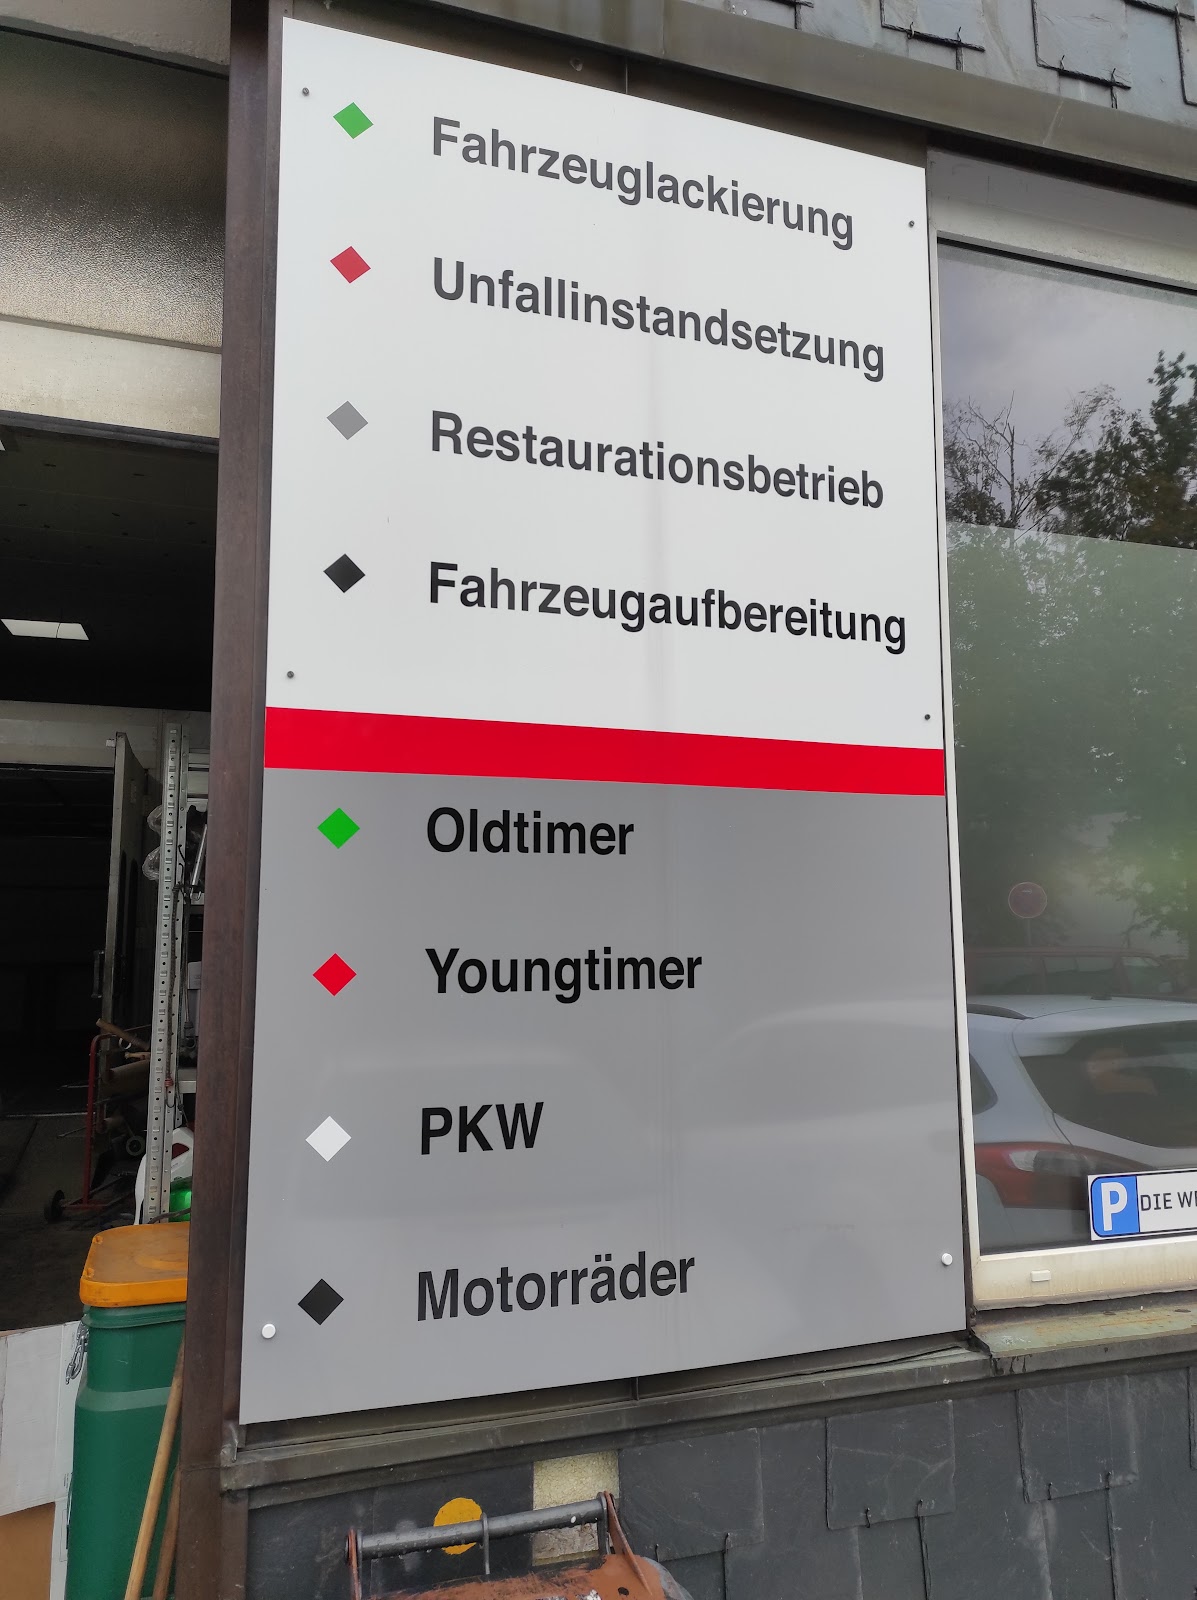 Fahrzeuglackierung
Unfallinstandsetzung
Restaurationsbetrieb
Fahrzeugaufbereitung
Oldtimer
Youngtimer
PKW
Motorräder
P DIE